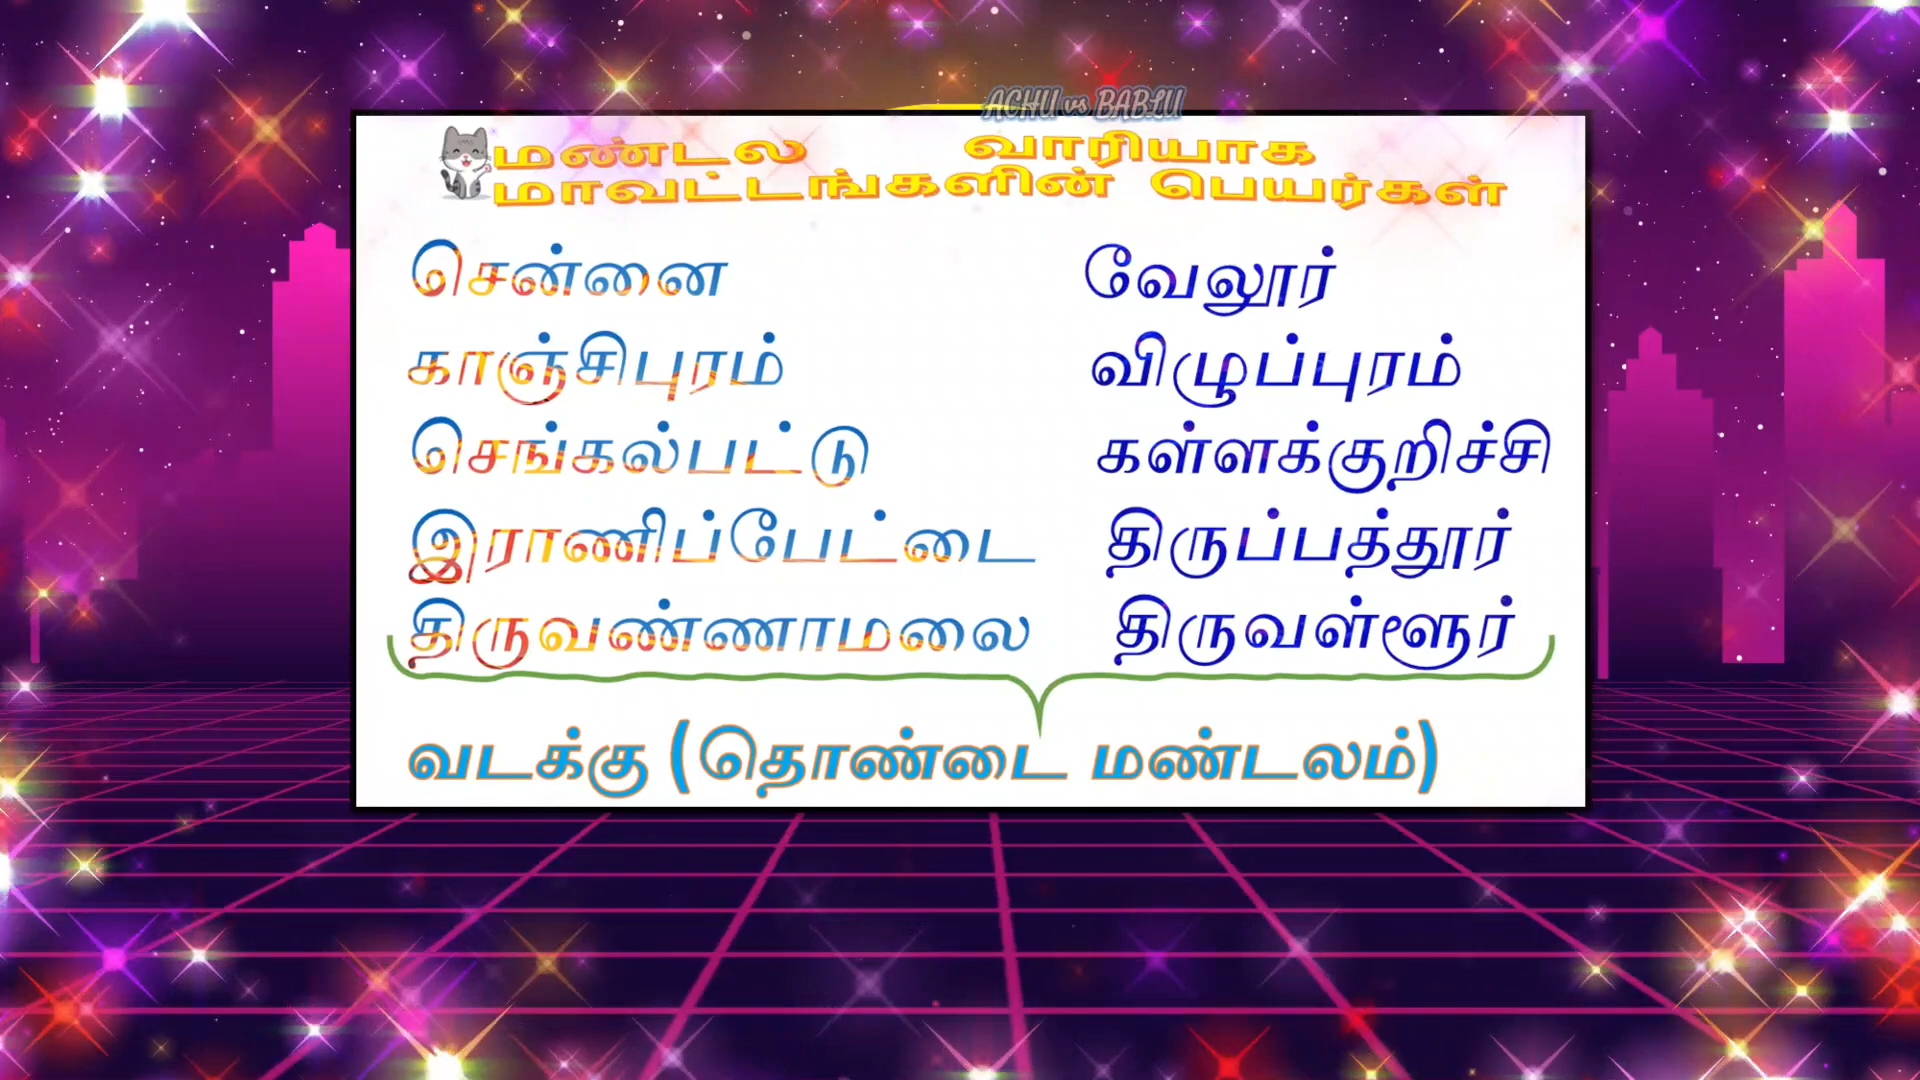 ACHU vs BABLU
மண்டல வாரியாக
மாவட்டங்களின் பெயர்கள்
சென்னை வேலூர்
காஞ்சிபுரம் விழுப்புரம்
செங்கல்பட்டு கள்ளக்குறிச்சி
இராணிப்பேட்டை திருப்பத்தூர்
திருவண்ணாமலை திருவள்ளூர்
வடக்கு (தொண்டை மண்டலம்)